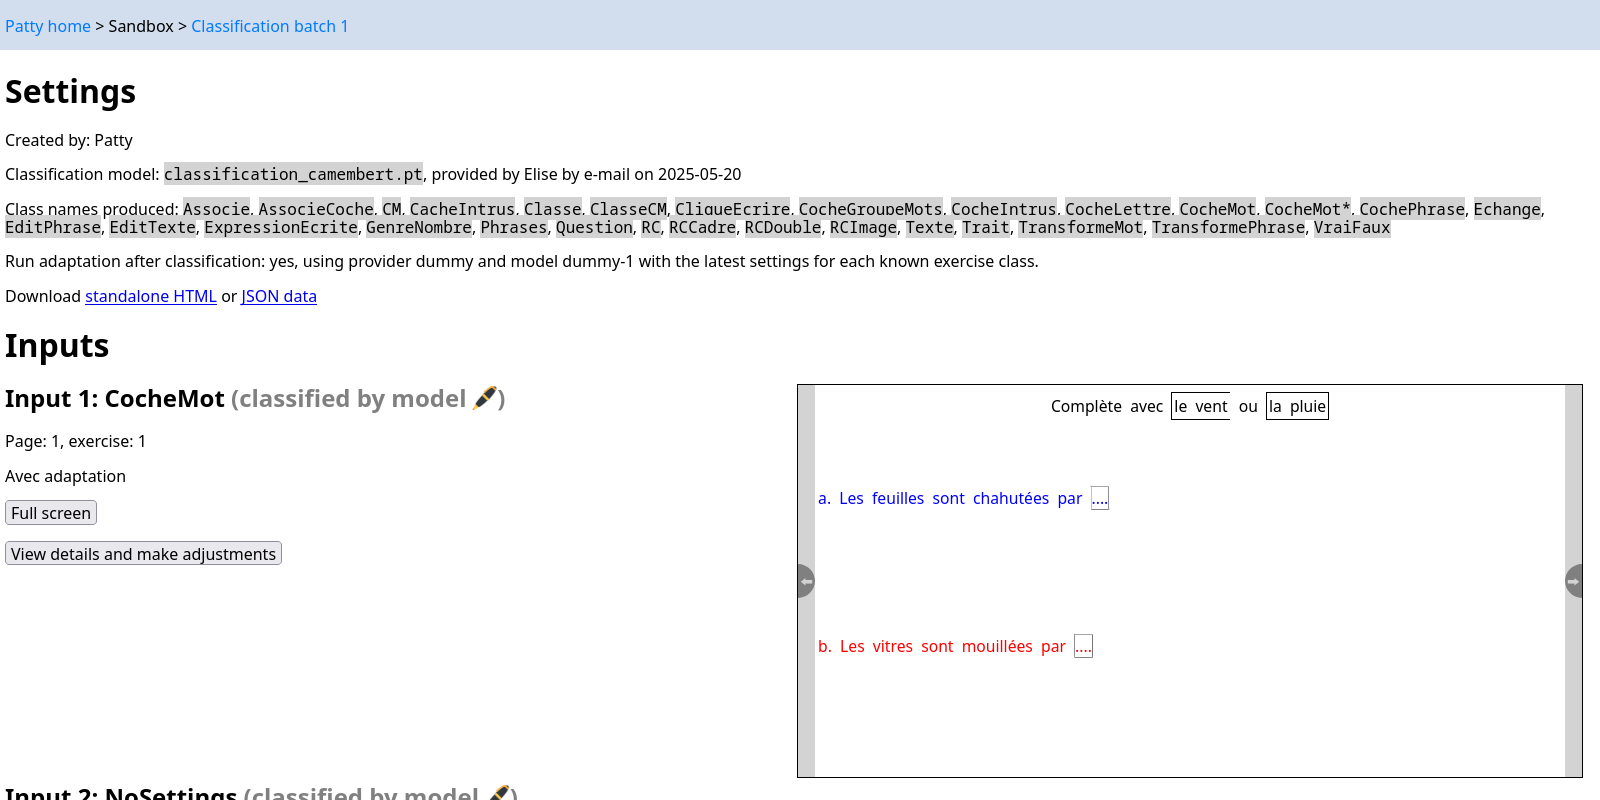 Patty home > Sandbox > Classification batch 1
Settings
Created by: Patty
Classification model: classification_camembert.pt, provided by Elise by e-mail on 2025-05-20
Class names produced: Associe, AssocieCoche, CM, CacheIntrus, Classe, ClasseCM, CliqueEcrire, CocheGroupeMots, CocheIntrus, CocheLettre, CocheMot, CocheMot*, CochePhrase, Echange,
EditPhrase, EditTexte, ExpressionEcrite, GenreNombre, Phrases, Question, RC, RCCadre, RCDouble, RCImage, Texte, Trait, TransformeMot, TransformePhrase, VraiFaux
Run adaptation after classification: yes, using provider dummy and model dummy-1 with the latest settings for each known exercise class.
Download standalone HTML or JSON data
Inputs
Input 1: CocheMot (classified by model 🖋️)
Page: 1, exercise: 1
Avec adaptation
Full screen
View details and make adjustments
Complète avec le vent ou la pluie
a. Les feuilles sont chahutées par ....
b. Les vitres sont mouillées par ....
Input 2: NoSettings (classified by model 🖋️)